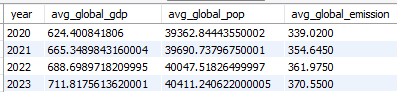 year avg_global_gdp avg_global_pop avg_global_emission
2020 624.400841806 39362.84443550002 339.0200
2021 665.3489843160004 39690.73796750001 354.6450
2022 688.6989718209995 40047.51826499997 361.9750
2023 711.8175613620001 40411.240622000005 370.5500